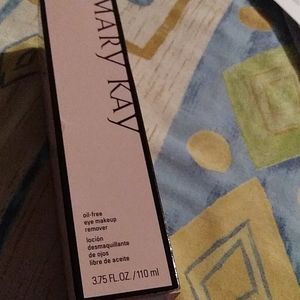 MARY KAY
oil-free
eye makeup
remover
loción
desmaquillante
de ojos
libre de aceite
3.75 FL.OZ./110 ml